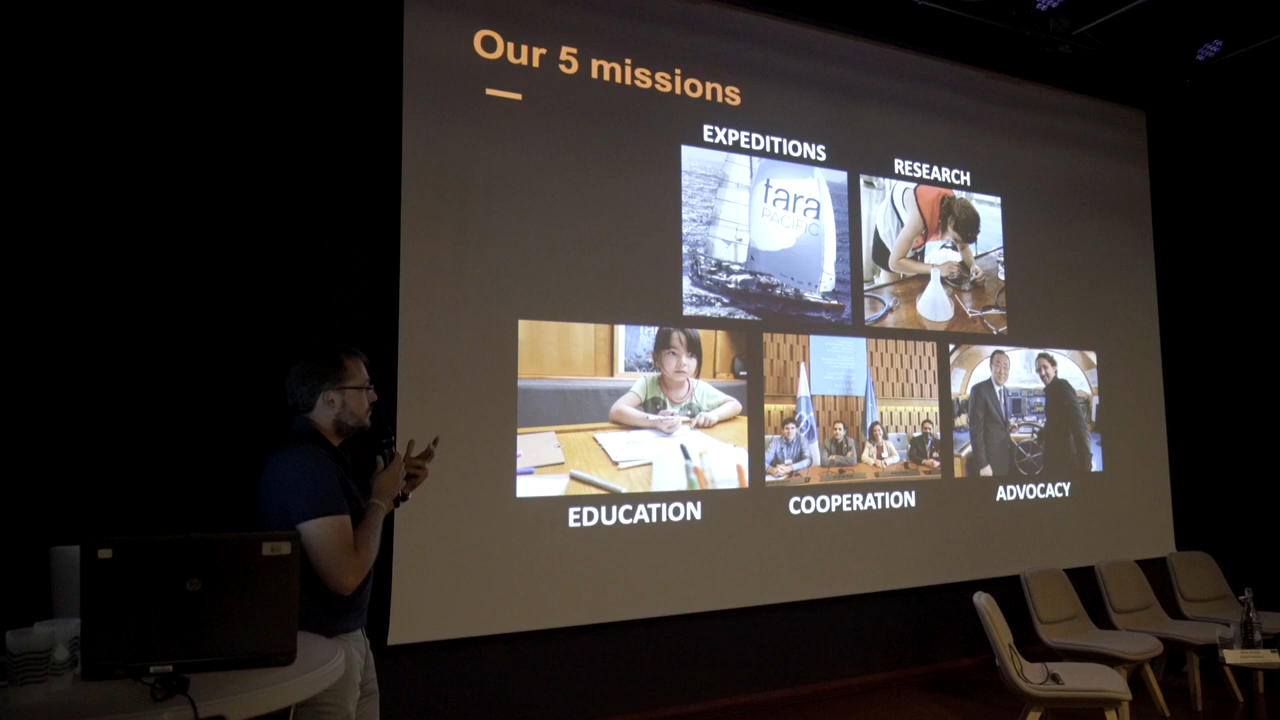 Our 5 missions
EXPEDITIONS
RESEARCH
tara
PACIFIC
EDUCATION
COOPERATION
ADVOCACY